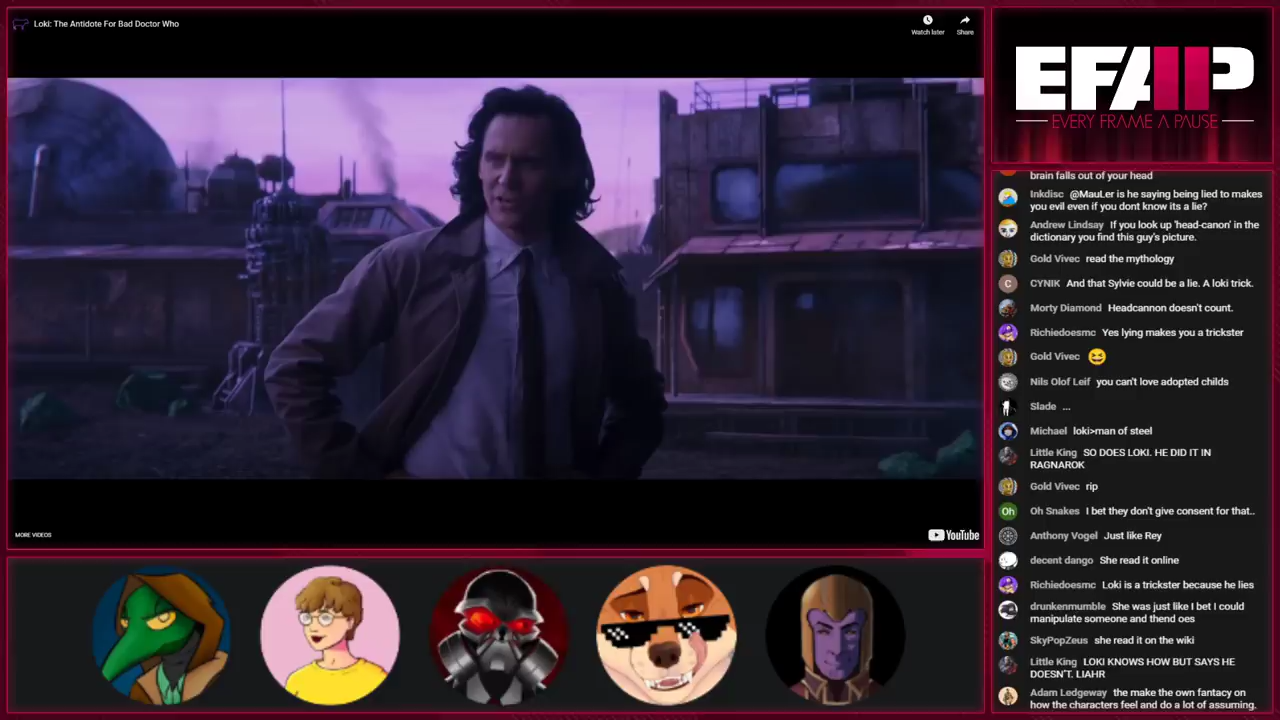 Loki: The Antidote For Bad Doctor Who
Watch later
Share
MORE VIDEOS
YouTube
EFAP
EVERY FRAME A PAUSE
brain falls out of your head
Inkdisc @MauLer is he saying being lied to makes
you evil even if you dont know its a lie?
Andrew Lindsay If you look up 'head-canon' in the
dictionary you find this guy's picture.
Gold Vivec read the mythology
C CYNIK And that Sylvie could be a lie. A loki trick.
Morty Diamond Headcannon doesn't count.
Richiedoesmc Yes lying makes you a trickster
Gold Vivec 😆
Nils Olof Leif you can't love adopted childs
Slade ...
Michael loki>man of steel
Little King SO DOES LOKI. HE DID IT IN
RAGNAROK
Gold Vivec rip
Oh Oh Snakes I bet they don't give consent for that..
Anthony Vogel Just like Rey
decent dango She read it online
Richiedoesmc Loki is a trickster because he lies
drunkenmumble She was just like I bet I could
manipulate someone and thend oes
SkyPopZeus she read it on the wiki
Little King LOKI KNOWS HOW BUT SAYS HE
DOESN'T. LIAHR
Adam Ledgeway the make the own fantacy on
how the characters feel and do a lot of assuming.